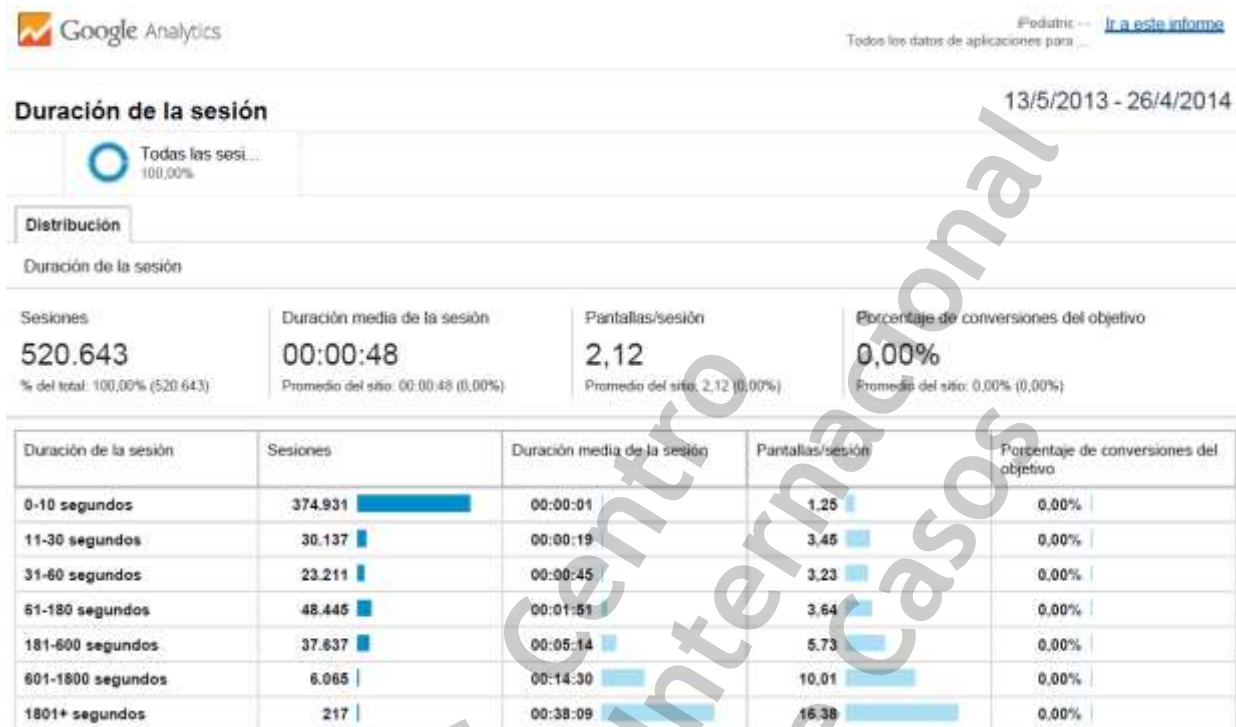 Google Analytics
iPediatric - -
Ir a este informe
Todos los datos de aplicaciones para ...
Duración de la sesión
13/5/2013 - 26/4/2014
Todas las sesi...
100,00%
Distribución
Duración de la sesión
Sesiones
520.643
% del total: 100,00% (520.643)
Duración media de la sesión
00:00:48
Promedio del sitio: 00:00:48 (0,00%)
Pantallas/sesión
2,12
Promedio del sitio: 2,12 (0,00%)
Porcentaje de conversiones del objetivo
0,00%
Promedio del sitio: 0,00% (0,00%)
Duración de la sesión Sesiones Duración media de la sesión Pantallas/sesión Porcentaje de conversiones del objetivo
0-10 segundos 374.931 00:00:01 1,25 0,00%
11-30 segundos 30.137 00:00:19 3,45 0,00%
31-60 segundos 23.211 00:00:45 3,23 0,00%
61-180 segundos 48.445 00:01:51 3,64 0,00%
181-600 segundos 37.637 00:05:14 5,73 0,00%
601-1800 segundos 6.065 00:14:30 10,01 0,00%
1801+ segundos 217 00:38:09 16,38 0,00%
Centro
Internacional
Casos